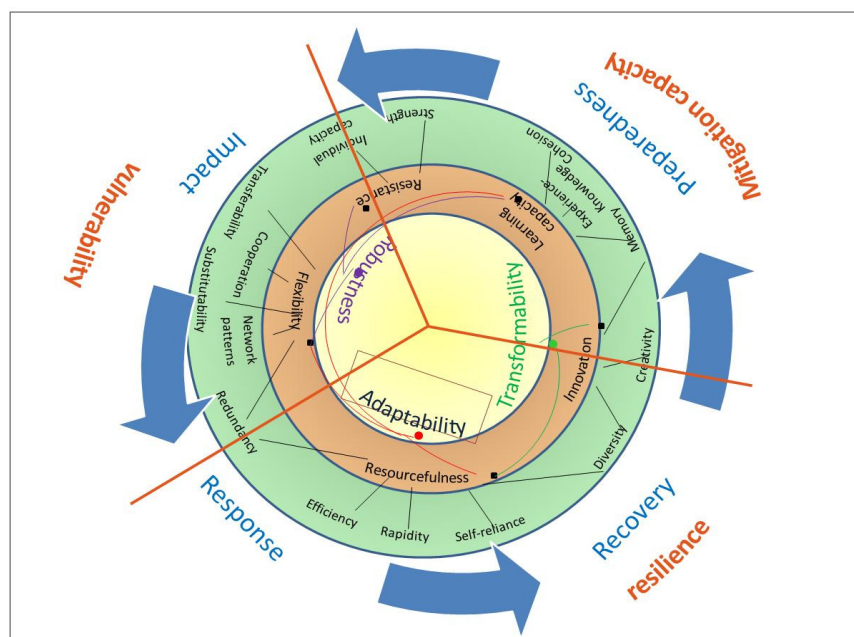 Mitigation capacity
preparedness
Impact
vulnerability
Response
Recovery
resilience
Strength
Individual
capacity
Cohesion
Knowledge
Experience-
Memory
Transferability
Cooperation
Substitutability
Network
patterns
Redundancy
Creativity
Diversity
Efficiency
Rapidity
Self-reliance
Resistance
Learning
capacity
Flexibility
Innovation
Resourcefulness
Robustness
Transformability
Adaptability